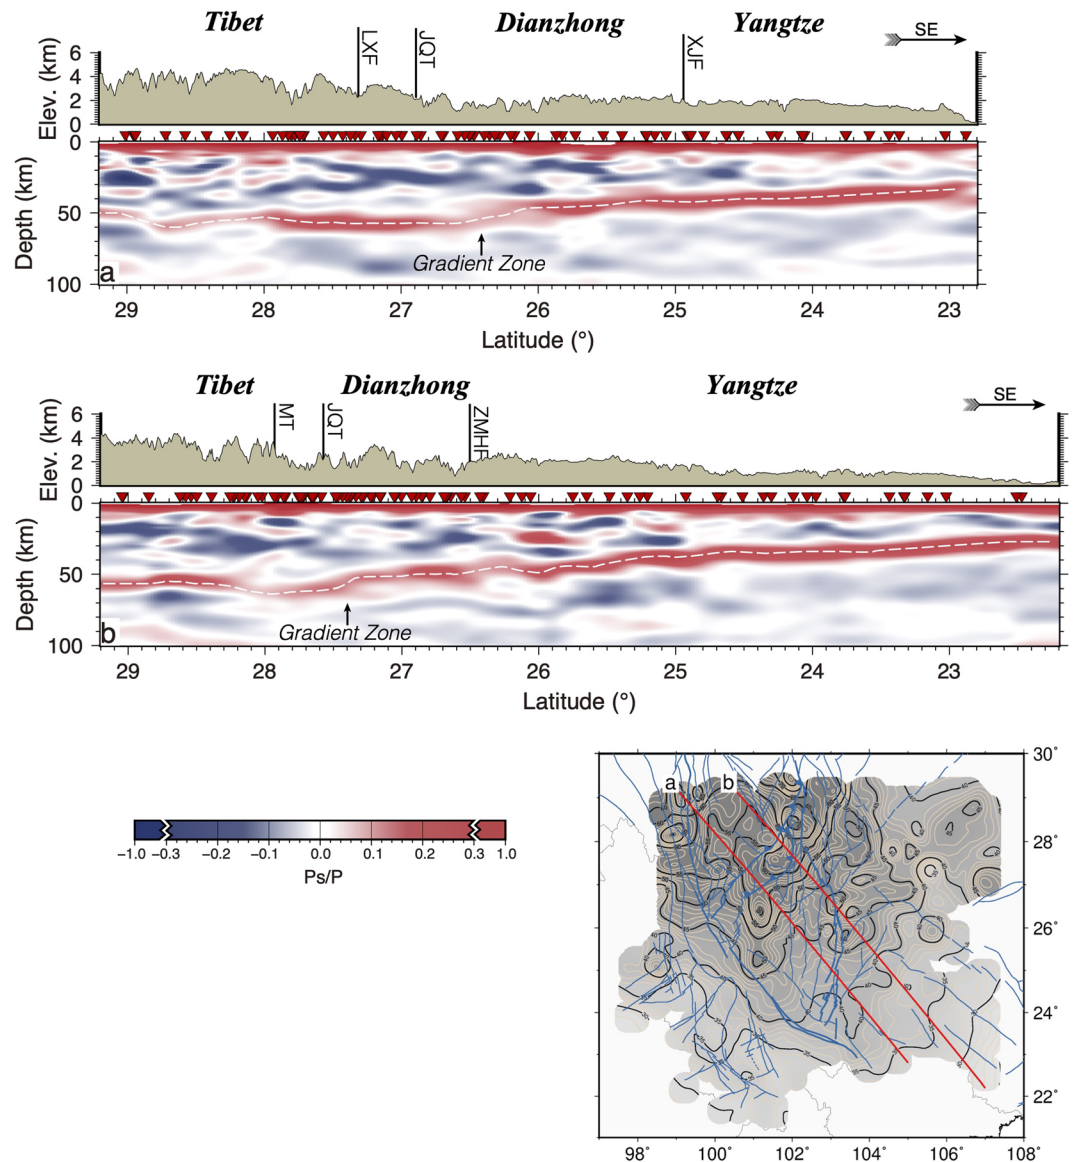 Tibet Dianzhong Yangtze
LXF JQT XJF
SE
Elev. (km)
6
4
2
0
Depth (km)
0
50
100
a
Gradient Zone
29 28 27 26 25 24 23
Latitude (°)
Tibet Dianzhong Yangtze
MT JQT ZMHF
SE
Elev. (km)
6
4
2
0
Depth (km)
0
50
100
b
Gradient Zone
29 28 27 26 25 24 23
Latitude (°)
−1.0 −0.3 −0.2 −0.1 0.0 0.1 0.2 0.3 1.0
Ps/P
a b
30°
28°
26°
24°
22°
98° 100° 102° 104° 106° 108°